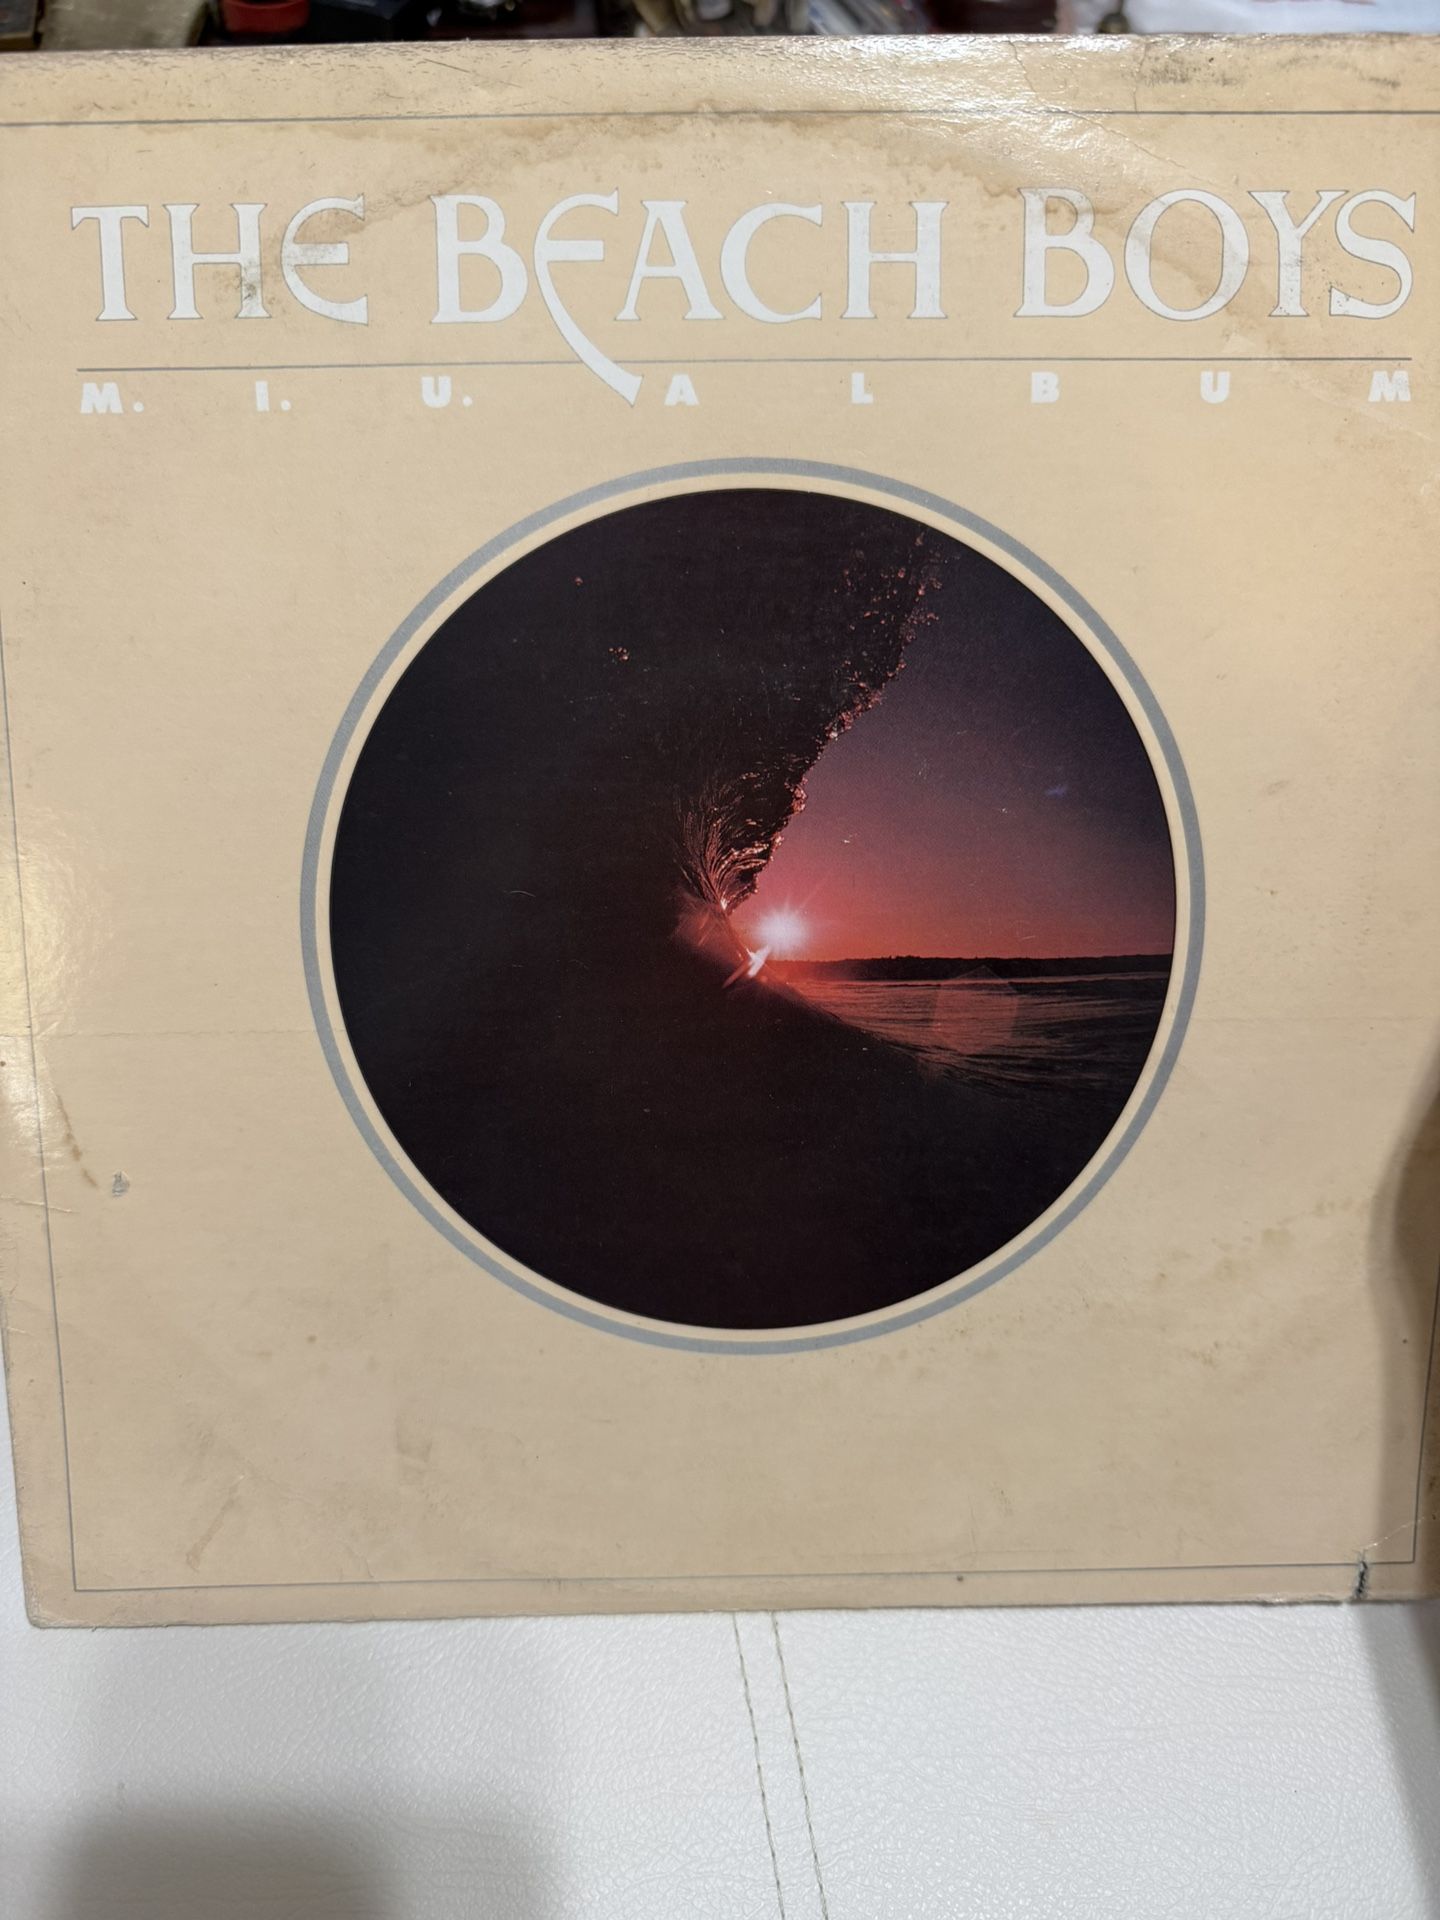 THE BEACH BOYS
M. I. U. ALBUM